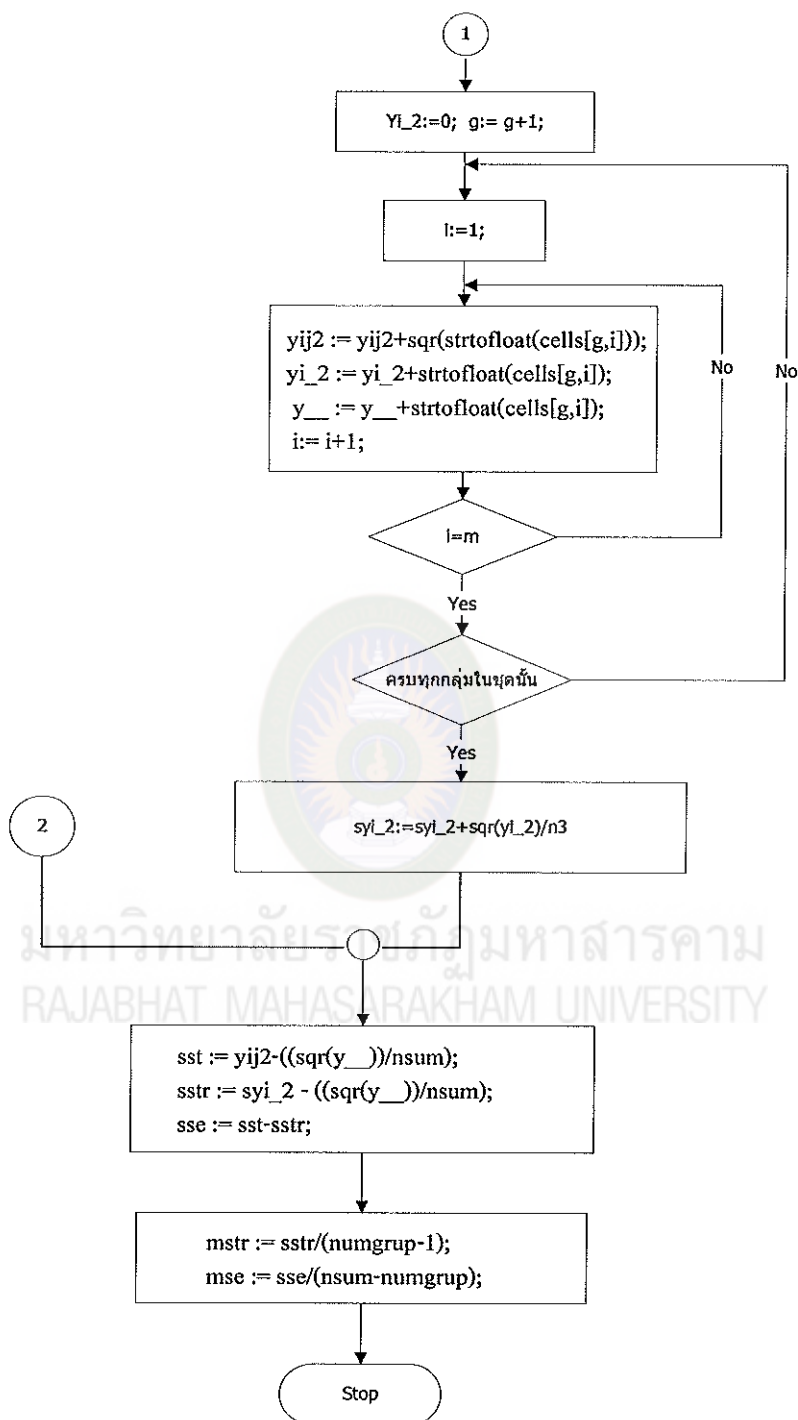 1
Yi_2:=0; g:= g+1;
i:=1;
yij2 := yij2+sqr(strtofloat(cells[g,i]));
yi_2 := yi_2+strtofloat(cells[g,i]);
y__ := y__+strtofloat(cells[g,i]);
i:= i+1;
No
No
i=m
Yes
ครบทุกกลุ่มในชุดนั้น
Yes
syi_2:=syi_2+sqr(yi_2)/n3
2
มหาวิทยาลัยราชภัฏมหาสารคาม
RAJABHAT MAHASARAKHAM UNIVERSITY
sst := yij2-((sqr(y__))/nsum);
sstr := syi_2 - ((sqr(y__))/nsum);
sse := sst-sstr;
mstr := sstr/(numgrup-1);
mse := sse/(nsum-numgrup);
Stop